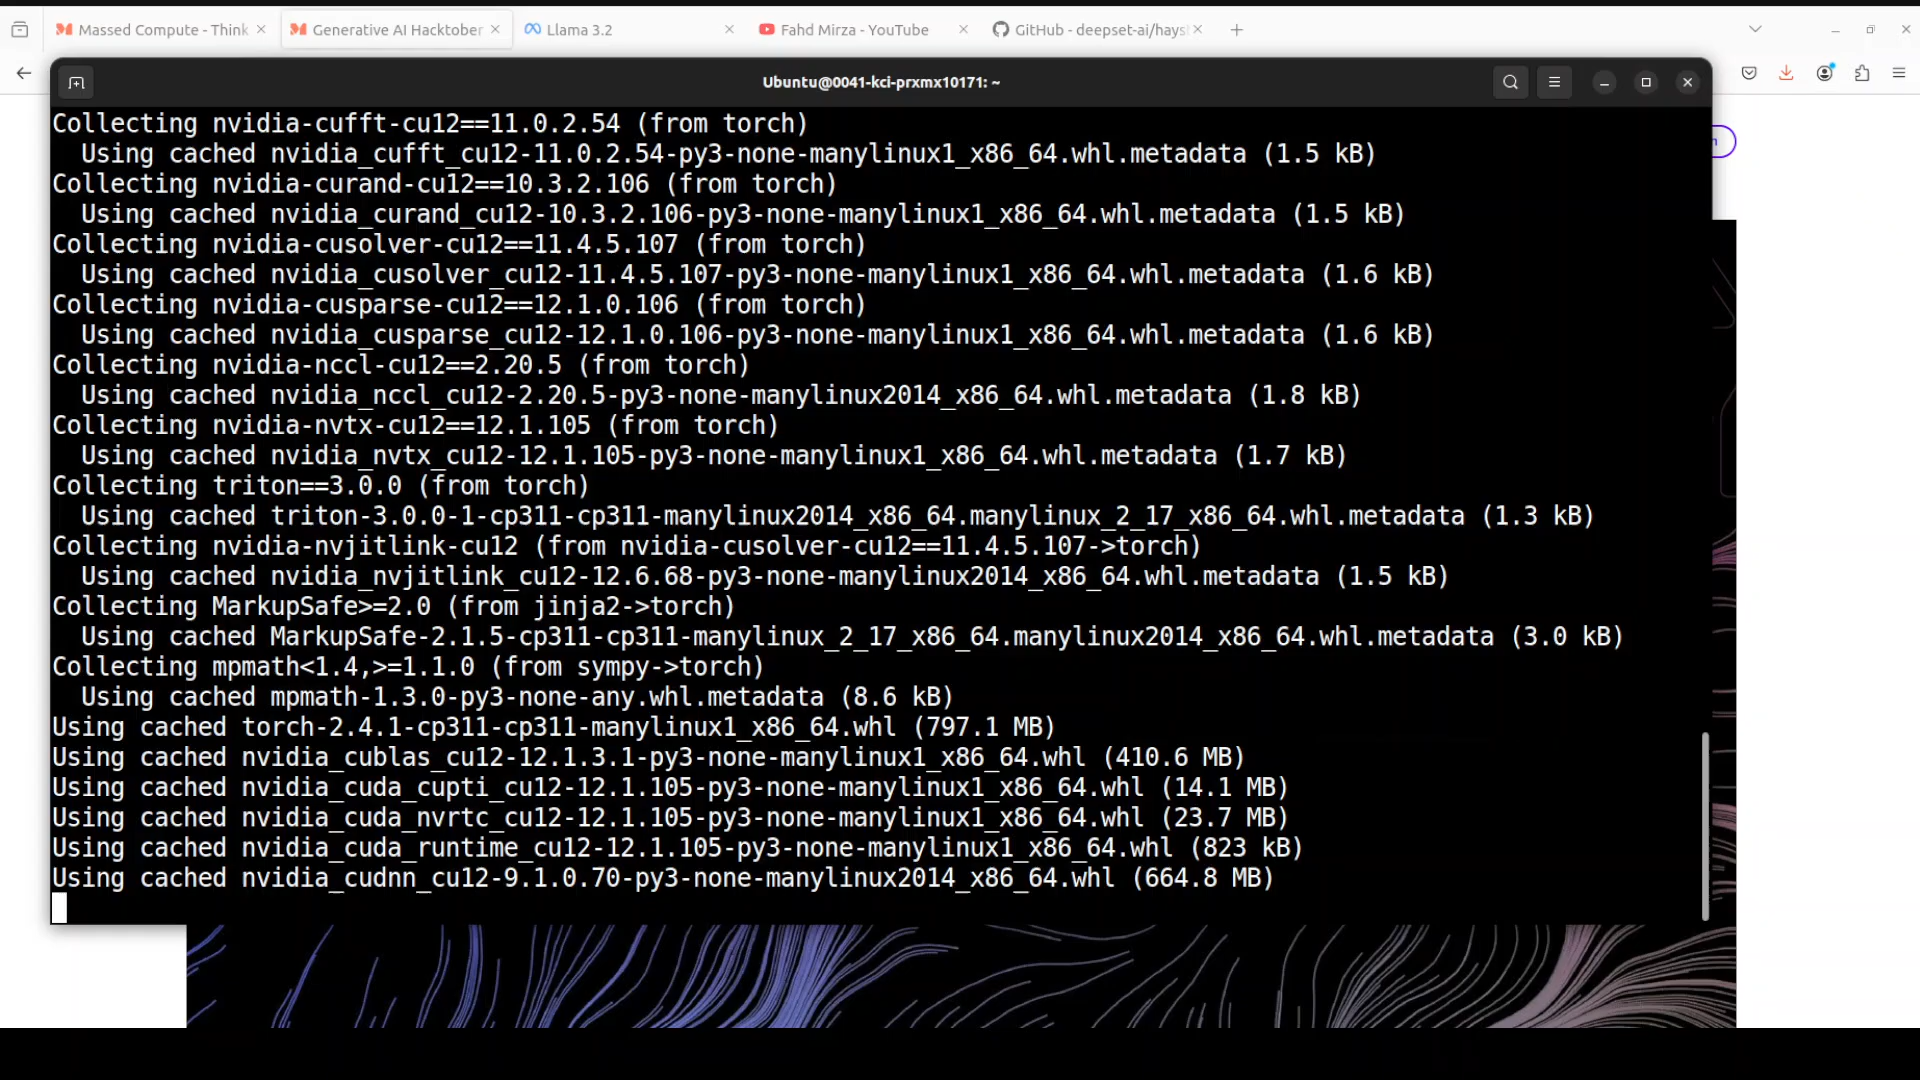 Massed Compute - Think
Generative AI Hacktober
Llama 3.2
Fahd Mirza - YouTube
GitHub - deepset-ai/hays
Ubuntu@0041-kci-prxmx10171: ~
Collecting nvidia-cufft-cu12==11.0.2.54 (from torch)
Using cached nvidia_cufft_cu12-11.0.2.54-py3-none-manylinux1_x86_64.whl.metadata (1.5 kB)
Collecting nvidia-curand-cu12==10.3.2.106 (from torch)
Using cached nvidia_curand_cu12-10.3.2.106-py3-none-manylinux1_x86_64.whl.metadata (1.5 kB)
Collecting nvidia-cusolver-cu12==11.4.5.107 (from torch)
Using cached nvidia_cusolver_cu12-11.4.5.107-py3-none-manylinux1_x86_64.whl.metadata (1.6 kB)
Collecting nvidia-cusparse-cu12==12.1.0.106 (from torch)
Using cached nvidia_cusparse_cu12-12.1.0.106-py3-none-manylinux1_x86_64.whl.metadata (1.6 kB)
Collecting nvidia-nccl-cu12==2.20.5 (from torch)
Using cached nvidia_nccl_cu12-2.20.5-py3-none-manylinux2014_x86_64.whl.metadata (1.8 kB)
Collecting nvidia-nvtx-cu12==12.1.105 (from torch)
Using cached nvidia_nvtx_cu12-12.1.105-py3-none-manylinux1_x86_64.whl.metadata (1.7 kB)
Collecting triton==3.0.0 (from torch)
Using cached triton-3.0.0-1-cp311-cp311-manylinux2014_x86_64.manylinux_2_17_x86_64.whl.metadata (1.3 kB)
Collecting nvidia-nvjitlink-cu12 (from nvidia-cusolver-cu12==11.4.5.107->torch)
Using cached nvidia_nvjitlink_cu12-12.6.68-py3-none-manylinux2014_x86_64.whl.metadata (1.5 kB)
Collecting MarkupSafe>=2.0 (from jinja2->torch)
Using cached MarkupSafe-2.1.5-cp311-cp311-manylinux_2_17_x86_64.manylinux2014_x86_64.whl.metadata (3.0 kB)
Collecting mpmath<1.4,>=1.1.0 (from sympy->torch)
Using cached mpmath-1.3.0-py3-none-any.whl.metadata (8.6 kB)
Using cached torch-2.4.1-cp311-cp311-manylinux1_x86_64.whl (797.1 MB)
Using cached nvidia_cublas_cu12-12.1.3.1-py3-none-manylinux1_x86_64.whl (410.6 MB)
Using cached nvidia_cuda_cupti_cu12-12.1.105-py3-none-manylinux1_x86_64.whl (14.1 MB)
Using cached nvidia_cuda_nvrtc_cu12-12.1.105-py3-none-manylinux1_x86_64.whl (23.7 MB)
Using cached nvidia_cuda_runtime_cu12-12.1.105-py3-none-manylinux1_x86_64.whl (823 kB)
Using cached nvidia_cudnn_cu12-9.1.0.70-py3-none-manylinux2014_x86_64.whl (664.8 MB)